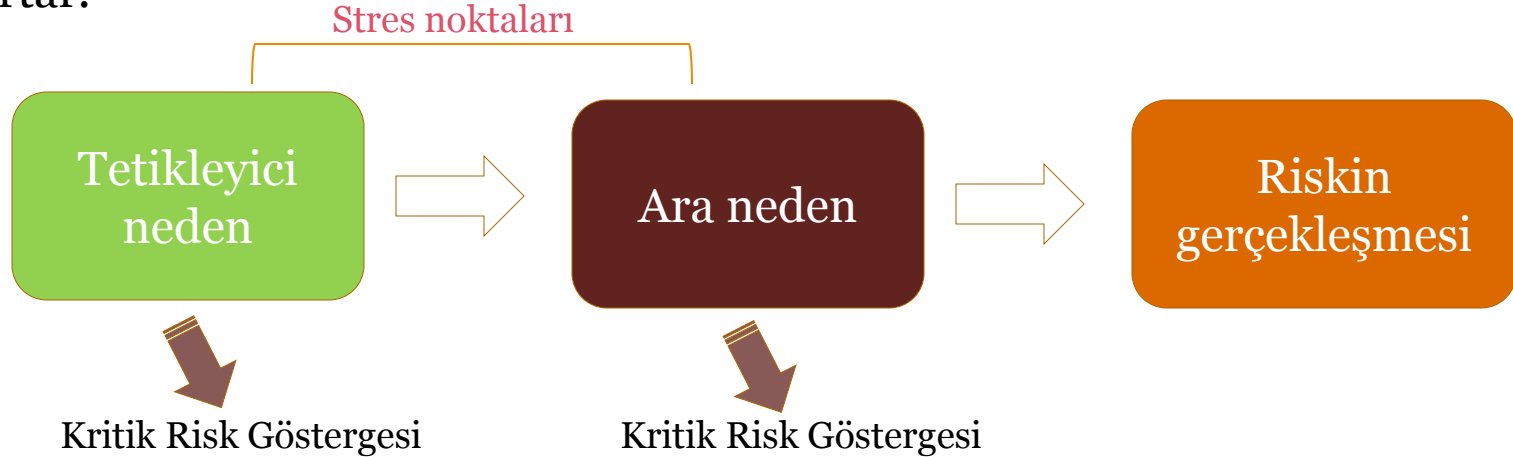 Stres noktaları
Tetikleyici
neden
Ara neden
Riskin
gerçekleşmesi
Kritik Risk Göstergesi
Kritik Risk Göstergesi